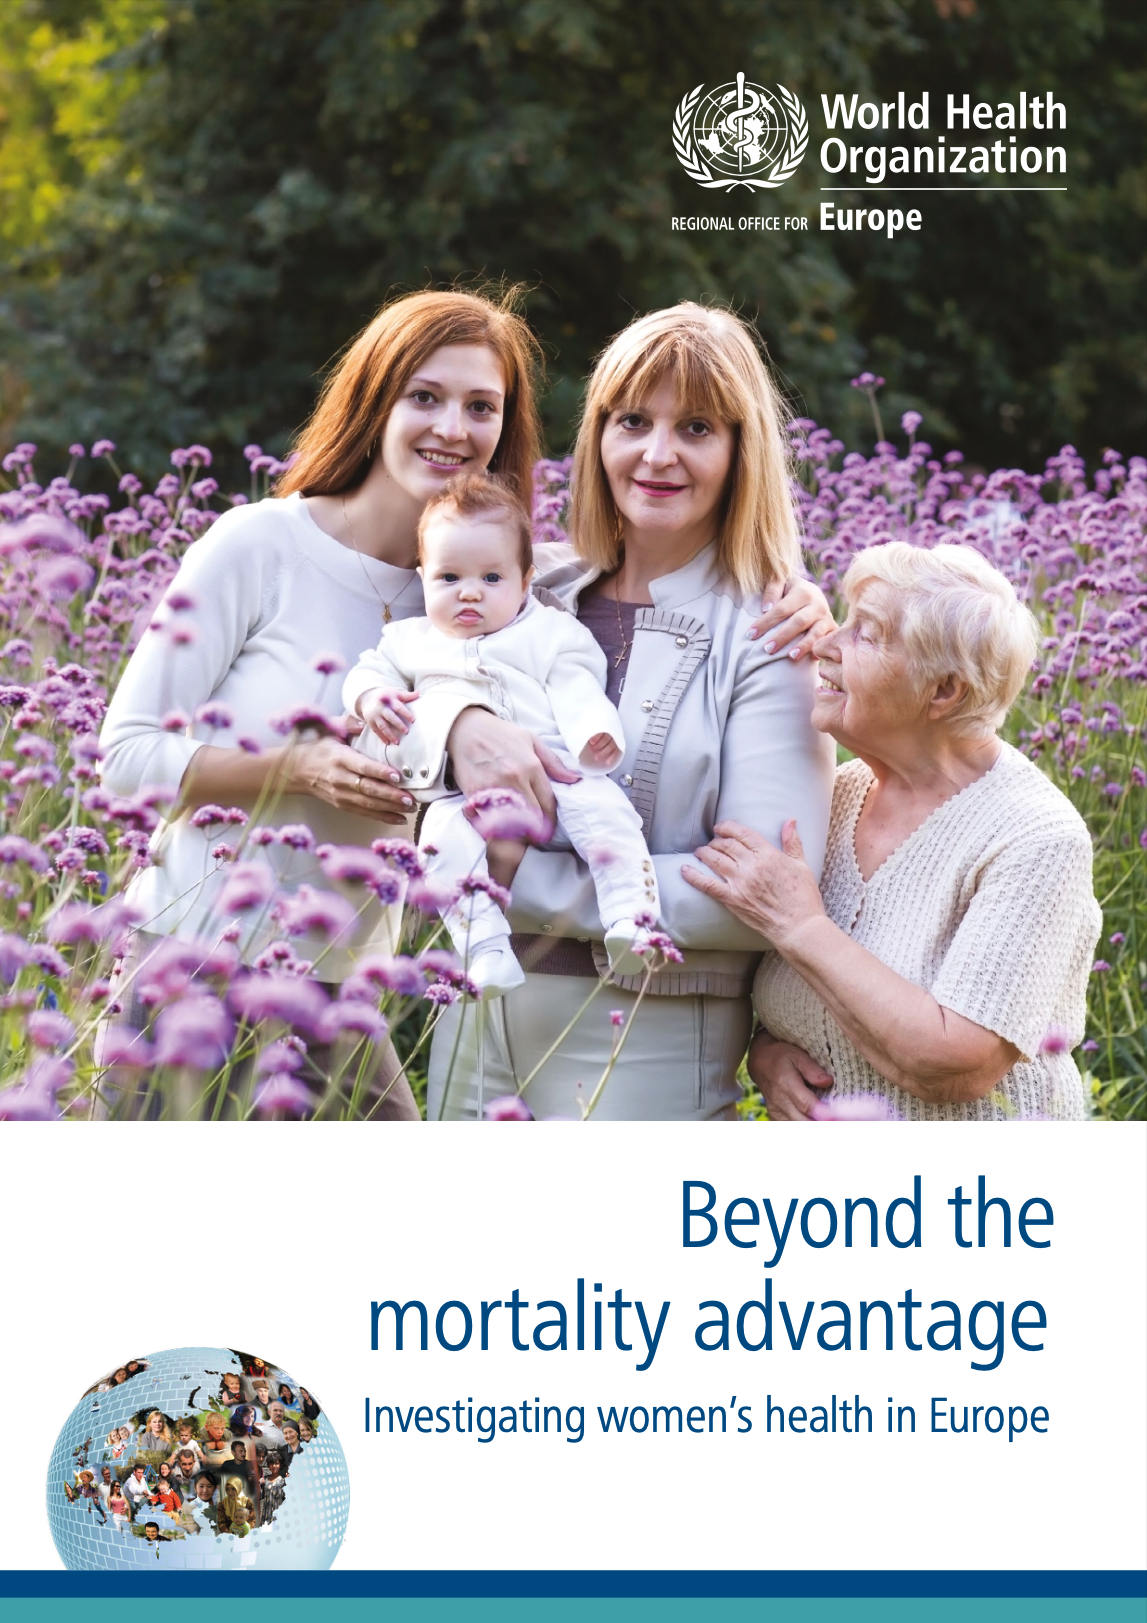 World Health
Organization
REGIONAL OFFICE FOR Europe
Beyond the
mortality advantage
Investigating women’s health in Europe